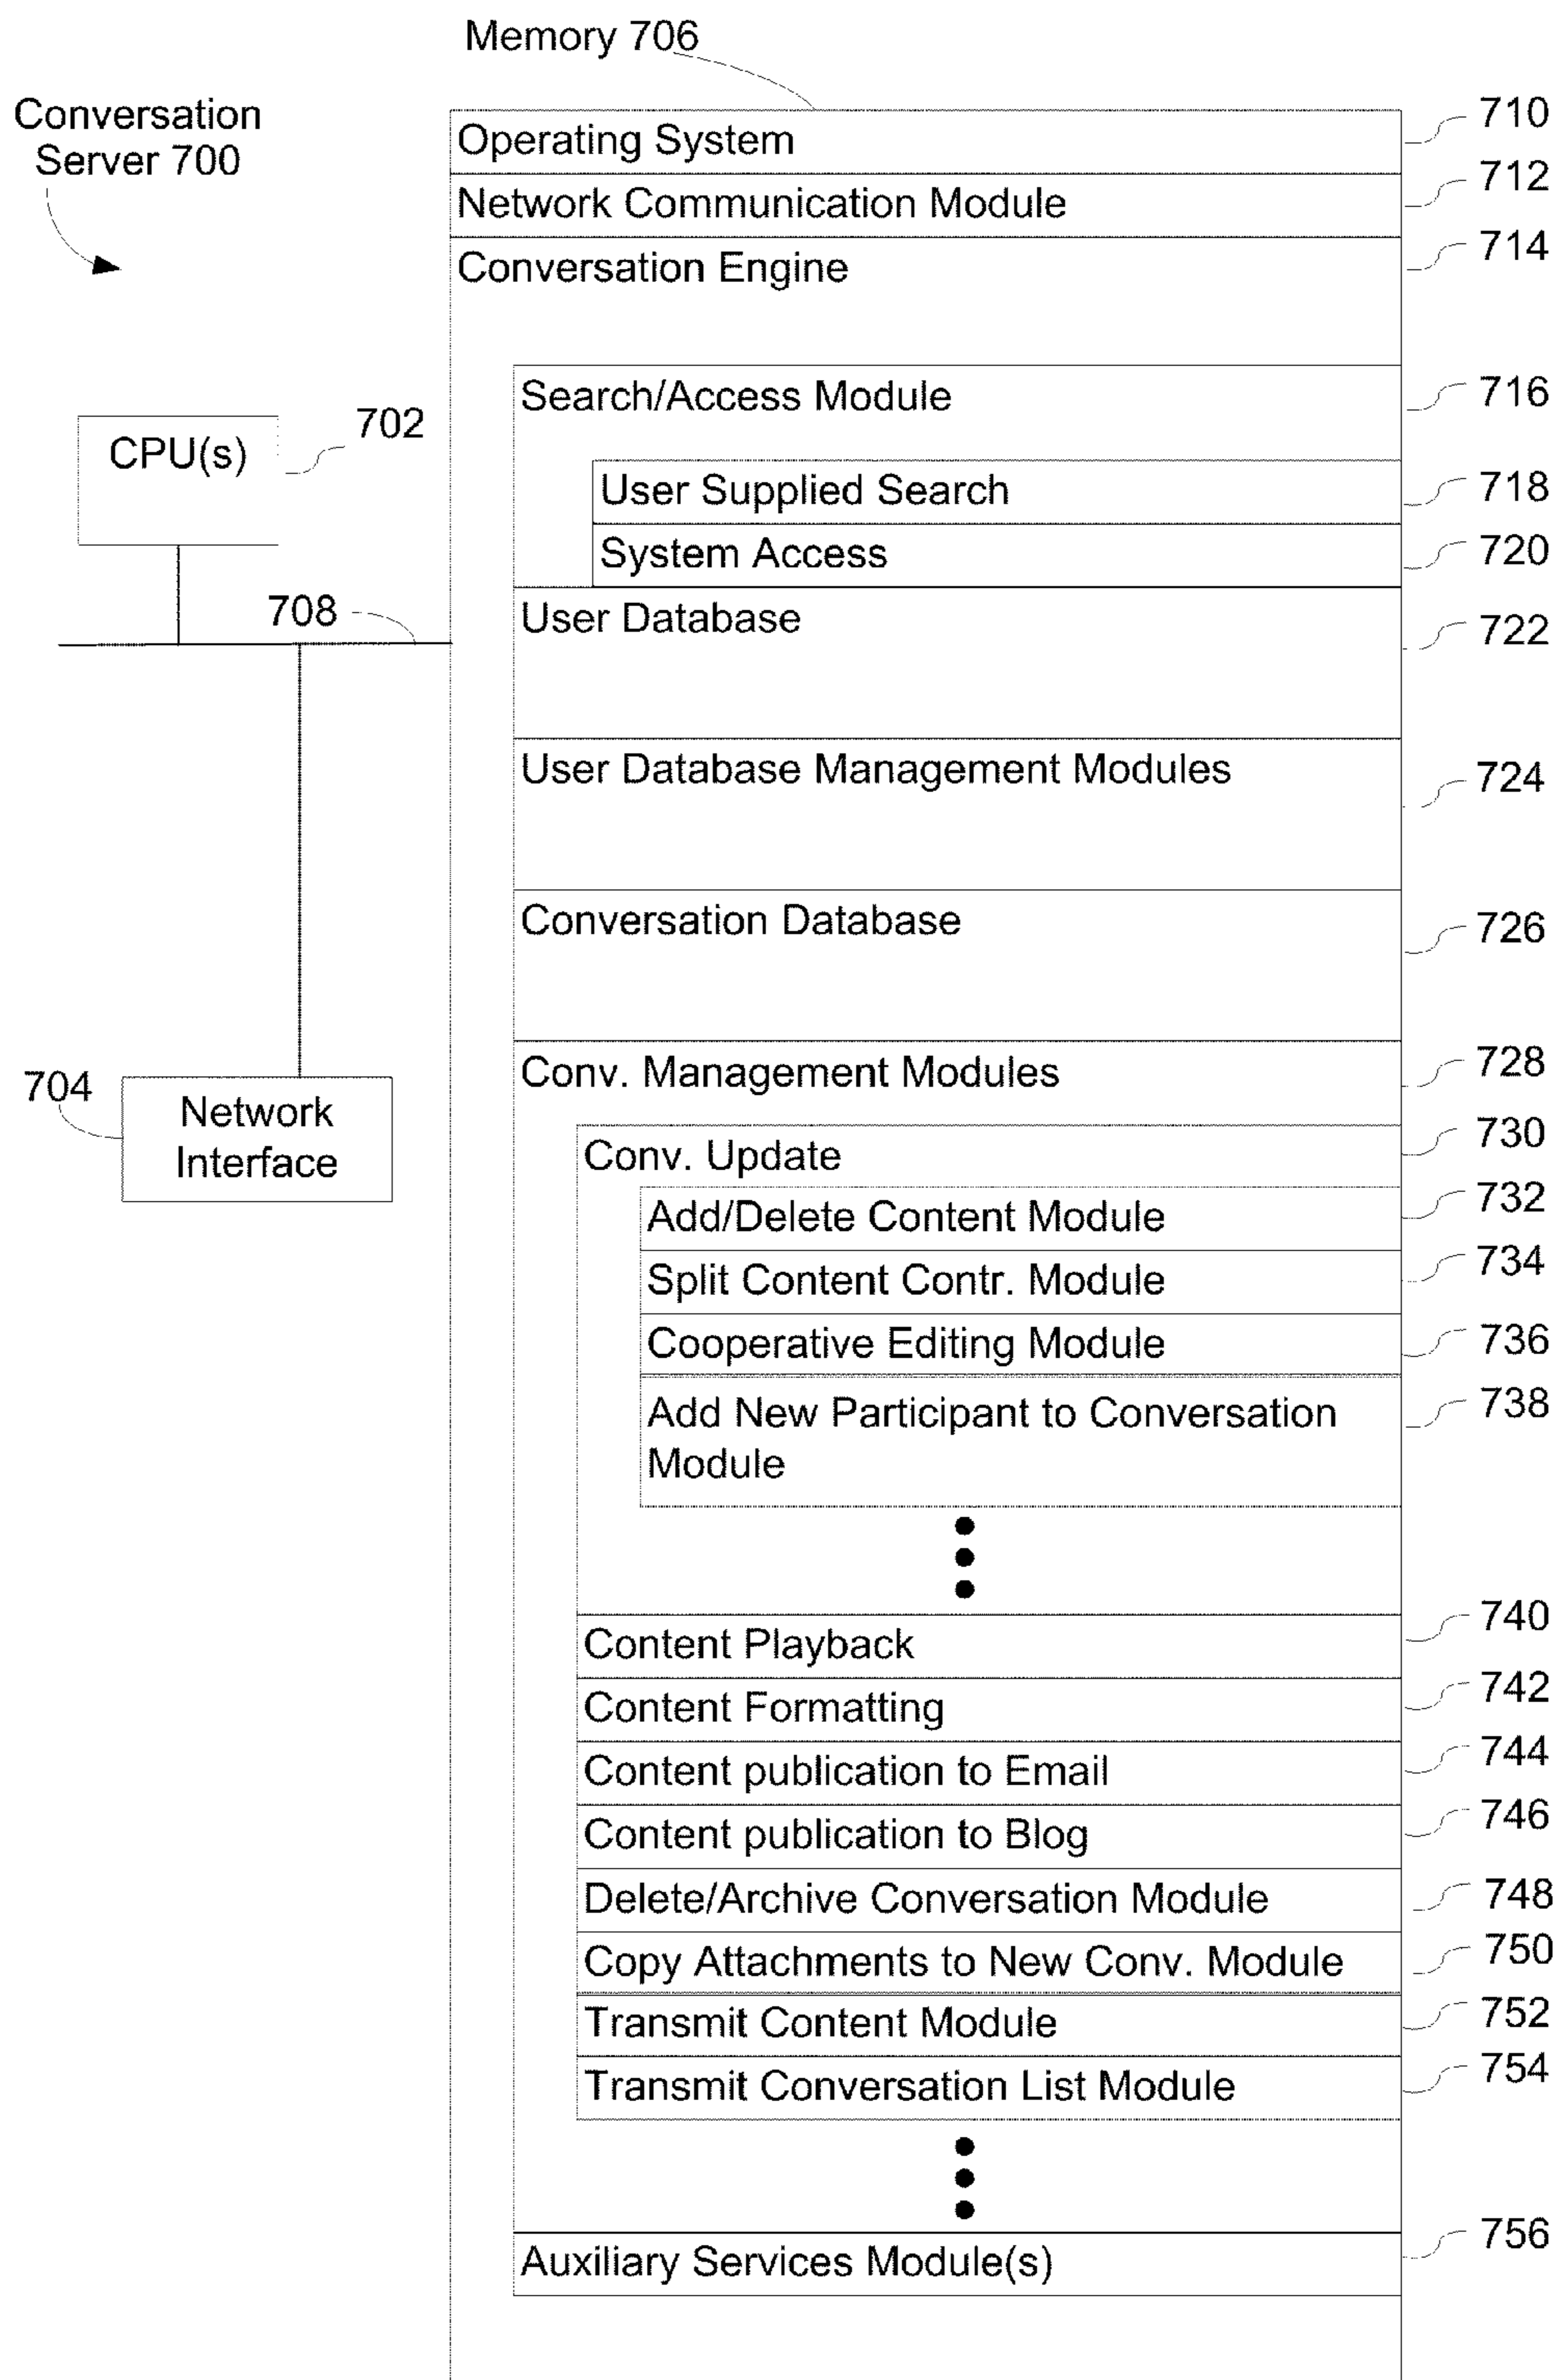 Memory 706
Conversation
Server 700
Operating System
710
Network Communication Module
712
Conversation Engine
714
Search/Access Module
716
CPU(s)
702
User Supplied Search
718
System Access
720
708
User Database
722
User Database Management Modules
724
Conversation Database
726
Conv. Management Modules
728
704
Network
Interface
Conv. Update
730
Add/Delete Content Module
732
Split Content Contr. Module
734
Cooperative Editing Module
736
Add New Participant to Conversation
Module
738
Content Playback
740
Content Formatting
742
Content publication to Email
744
Content publication to Blog
746
Delete/Archive Conversation Module
748
Copy Attachments to New Conv. Module
750
Transmit Content Module
752
Transmit Conversation List Module
754
Auxiliary Services Module(s)
756